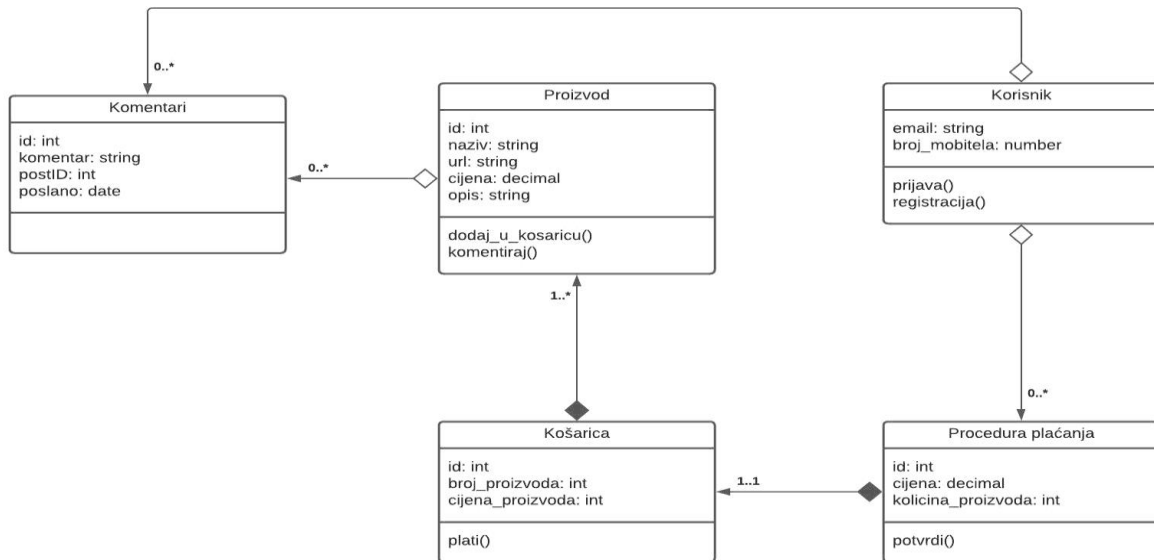 0..*
Komentari
id: int
komentar: string
postID: int
poslano: date
0..*
Proizvod
id: int
naziv: string
url: string
cijena: decimal
opis: string
dodaj_u_kosaricu()
komentiraj()
Korisnik
email: string
broj_mobitela: number
prijava()
registracija()
1..*
0..*
Košarica
id: int
broj_proizvoda: int
cijena_proizvoda: int
plati()
1..1
Procedura plaćanja
id: int
cijena: decimal
kolicina_proizvoda: int
potvrdi()